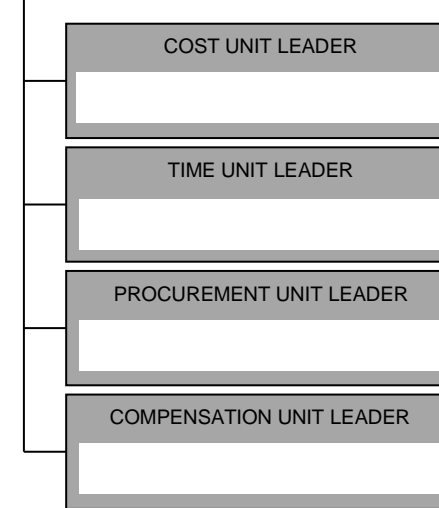 COST UNIT LEADER
TIME UNIT LEADER
PROCUREMENT UNIT LEADER
COMPENSATION UNIT LEADER